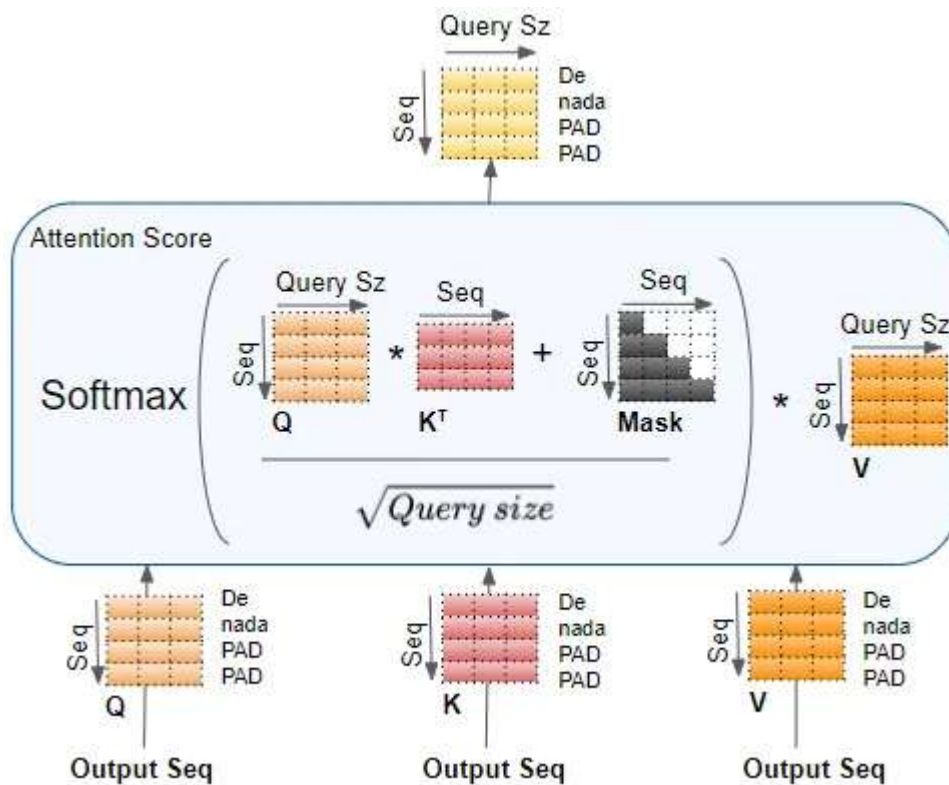 Query Sz
Seq
De
nada
PAD
PAD
Attention Score
Softmax
Query Sz
Seq
Q
*
Seq
Kᵀ
+
Seq
Seq
Mask
√Query size
*
Query Sz
Seq
V
Seq
De
nada
PAD
PAD
Q
Output Seq
Seq
De
nada
PAD
PAD
K
Output Seq
Seq
De
nada
PAD
PAD
V
Output Seq